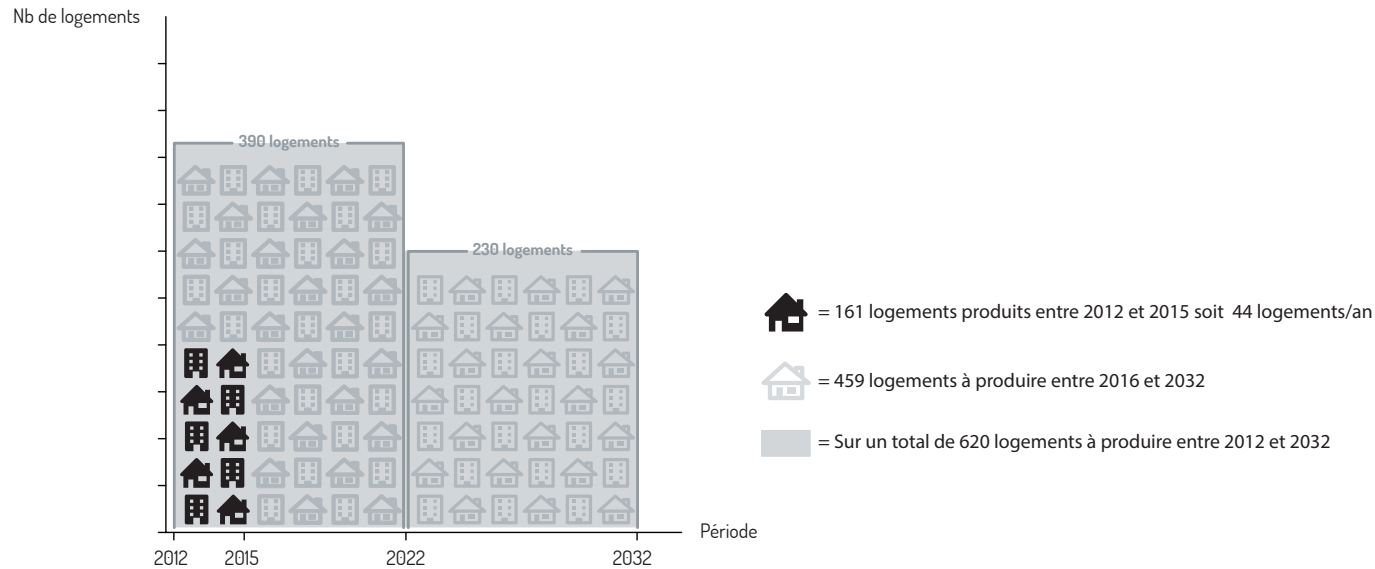 Nb de logements
390 logements
230 logements
= 161 logements produits entre 2012 et 2015 soit 44 logements/an
= 459 logements à produire entre 2016 et 2032
= Sur un total de 620 logements à produire entre 2012 et 2032
Période
2012 2015 2022 2032